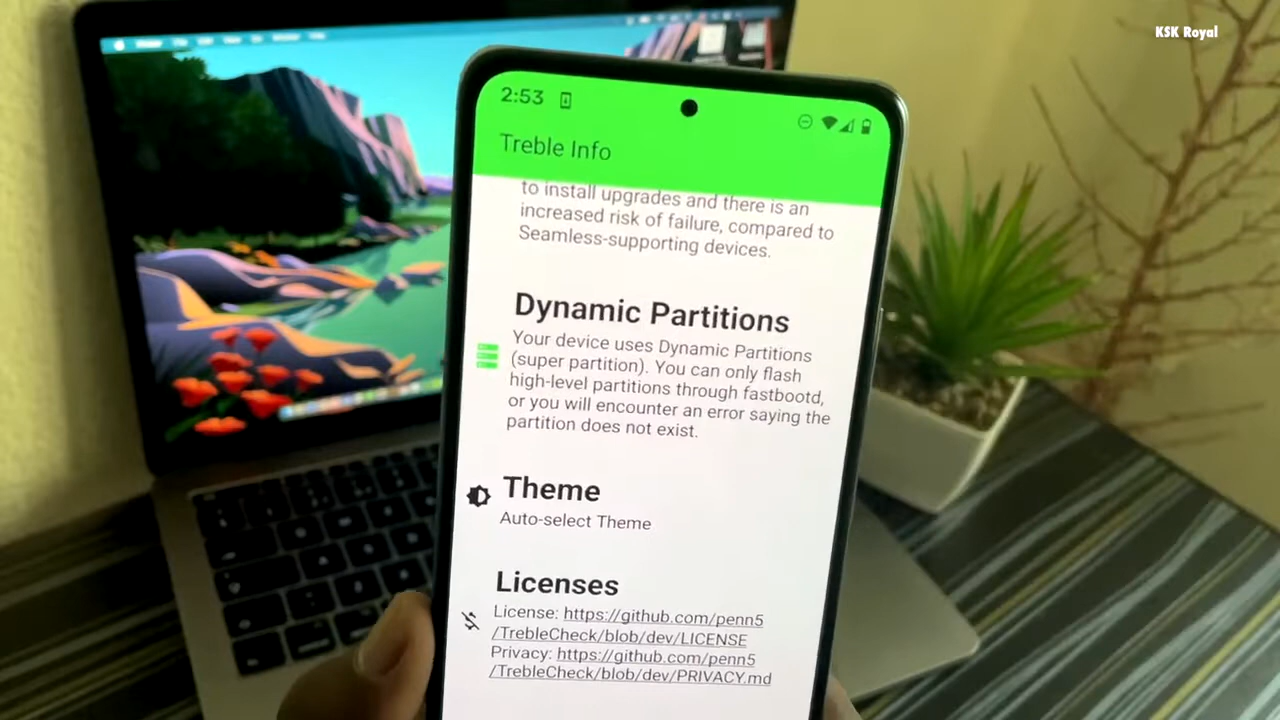 KSK Royal
2:53
Treble Info
to install upgrades and there is an
increased risk of failure, compared to
Seamless-supporting devices.
Dynamic Partitions
Your device uses Dynamic Partitions
(super partition). You can only flash
high-level partitions through fastbootd,
or you will encounter an error saying the
partition does not exist.
Theme
Auto-select Theme
Licenses
License: https://github.com/penn5
/TrebleCheck/blob/dev/LICENSE
Privacy: https://github.com/penn5
/TrebleCheck/blob/dev/PRIVACY.md